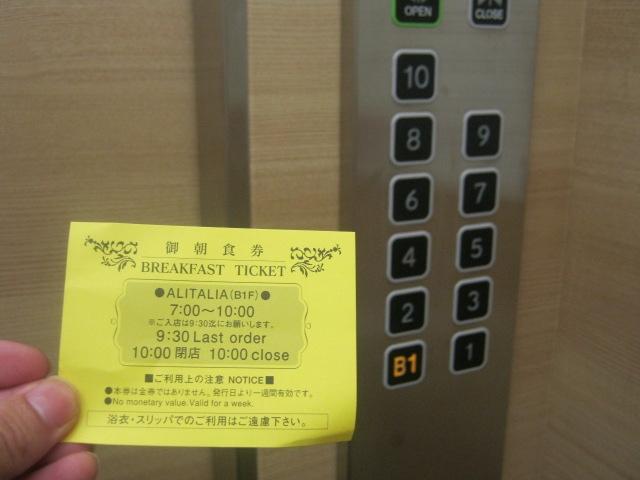 御朝食券
BREAKFAST TICKET
●ALITALIA(B1F)●
7:00～10:00
※ご入店は9:30迄にお願いします。
9:30 Last order
10:00 閉店 10:00 close
■ご利用上の注意 NOTICE■
●本券は金券ではありません。発行日より一週間有効です。
●No monetary value.Valid for a week.
浴衣・スリッパでのご利用はご遠慮下さい。
OPEN
CLOSE
10
8
9
6
7
4
5
2
3
B1
1